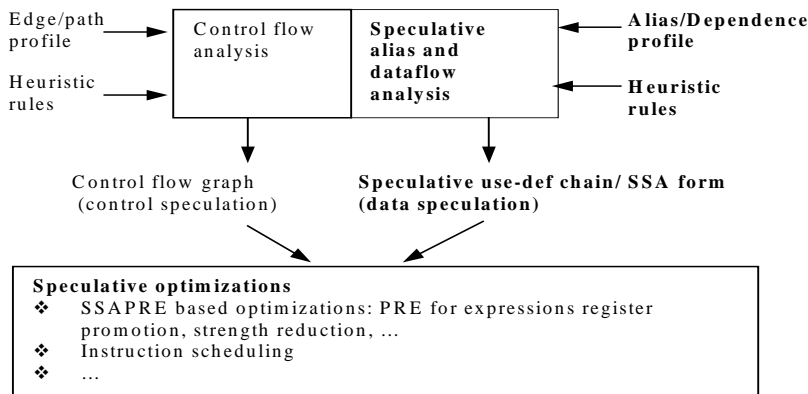 Edge/path
profile
Heuristic
rules
Control flow
analysis
Speculative
alias and
dataflow
analysis
Alias/Dependence
profile
Heuristic
rules
Control flow graph
(control speculation)
Speculative use-def chain/ SSA form
(data speculation)
Speculative optimizations
❖ SSAPRE based optimizations: PRE for expressions register
promotion, strength reduction, ...
❖ Instruction scheduling
❖ ...